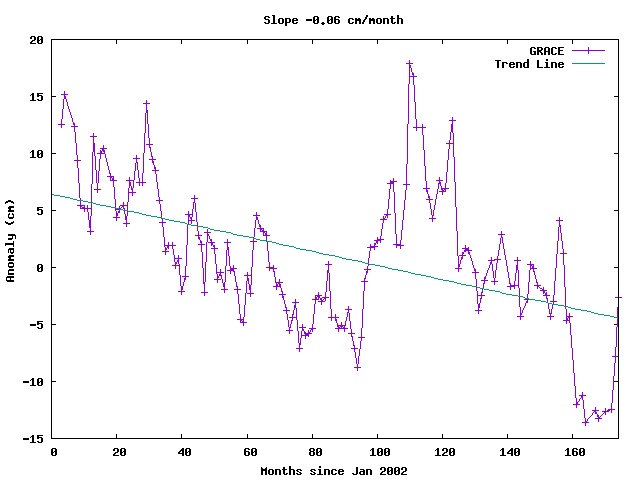 Slope -0.06 cm/month
GRACE
Trend Line
20
15
10
5
0
-5
-10
-15
Anomaly (cm)
0 20 40 60 80 100 120 140 160
Months since Jan 2002